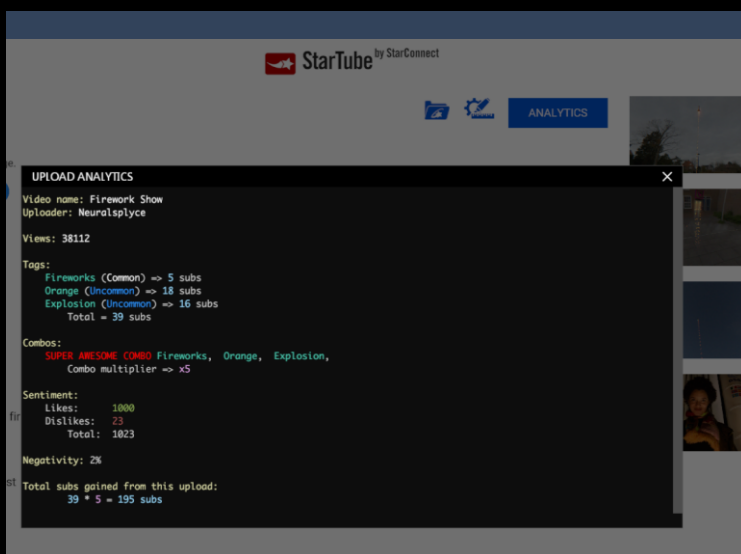 StarTube by StarConnect
ANALYTICS
UPLOAD ANALYTICS
Video name: Firework Show
Uploader: Neuralsplyce
Views: 38112
Tags:
Fireworks (Common) => 5 subs
Orange (Uncommon) => 18 subs
Explosion (Uncommon) => 16 subs
Total = 39 subs
Combos:
SUPER AWESOME COMBO Fireworks, Orange, Explosion,
Combo multiplier => x5
Sentiment:
Likes: 1000
Dislikes: 23
Total: 1023
Negativity: 2%
Total subs gained from this upload:
39 * 5 = 195 subs